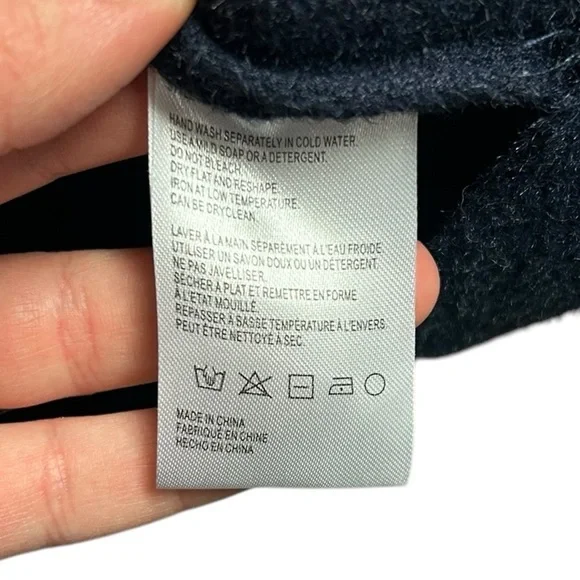 HAND WASH SEPARATELY IN COLD WATER.
USE A MILD SOAP OR A DETERGENT.
DO NOT BLEACH.
DRY FLAT AND RESHAPE.
IRON AT LOW TEMPERATURE.
CAN BE DRYCLEAN.
LAVER À LA MAIN SÉPARÉMENT À L'EAU FROIDE.
UTILISER UN SAVON DOUX OU UN DÉTERGENT.
NE PAS JAVELLISER.
SÉCHER À PLAT ET REMETTRE EN FORME
À L'ÉTAT MOUILLÉ.
REPASSER À BASSE TEMPÉRATURE À L'ENVERS.
PEUT ÊTRE NETTOYÉ À SEC.
MADE IN CHINA
FABRIQUÉ EN CHINE
HECHO EN CHINA